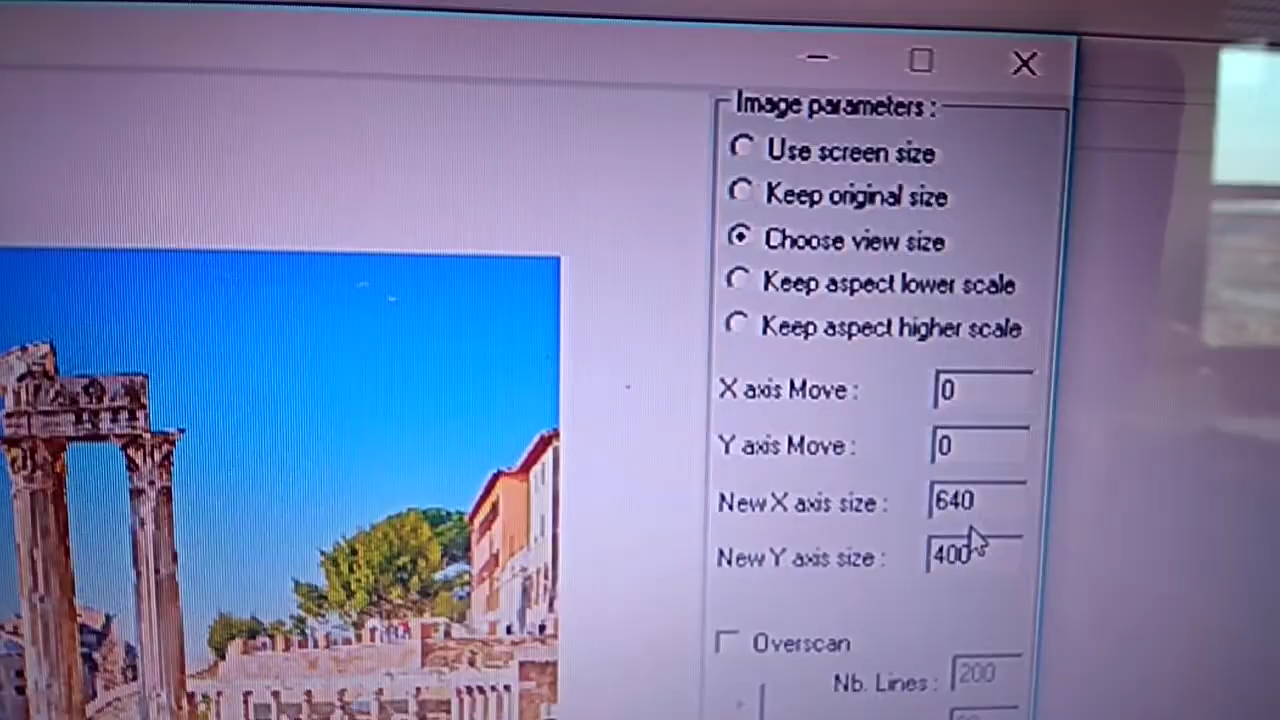 Image parameters :
Use screen size
Keep original size
Choose view size
Keep aspect lower scale
Keep aspect higher scale
X axis Move : 0
Y axis Move : 0
New X axis size : 640
New Y axis size : 400
Overscan
Nb. Lines : 200